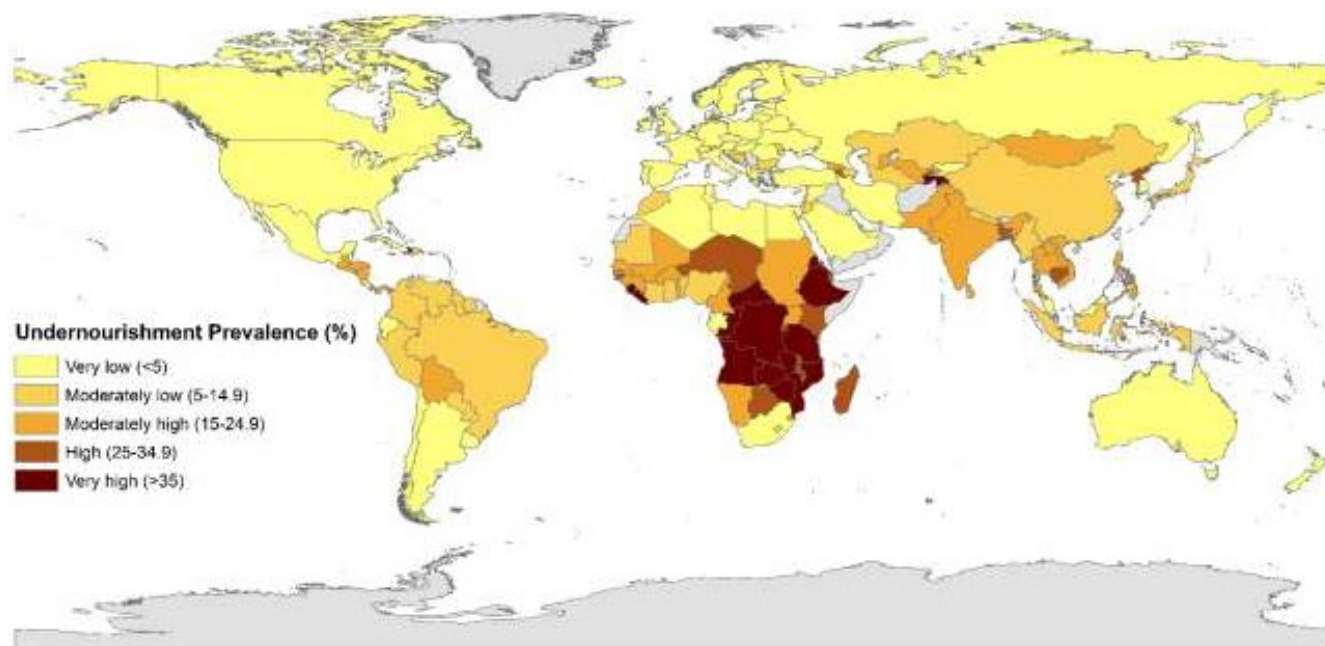 Undernourishment Prevalence (%)
Very low (<5)
Moderately low (5-14.9)
Moderately high (15-24.9)
High (25-34.9)
Very high (>35)